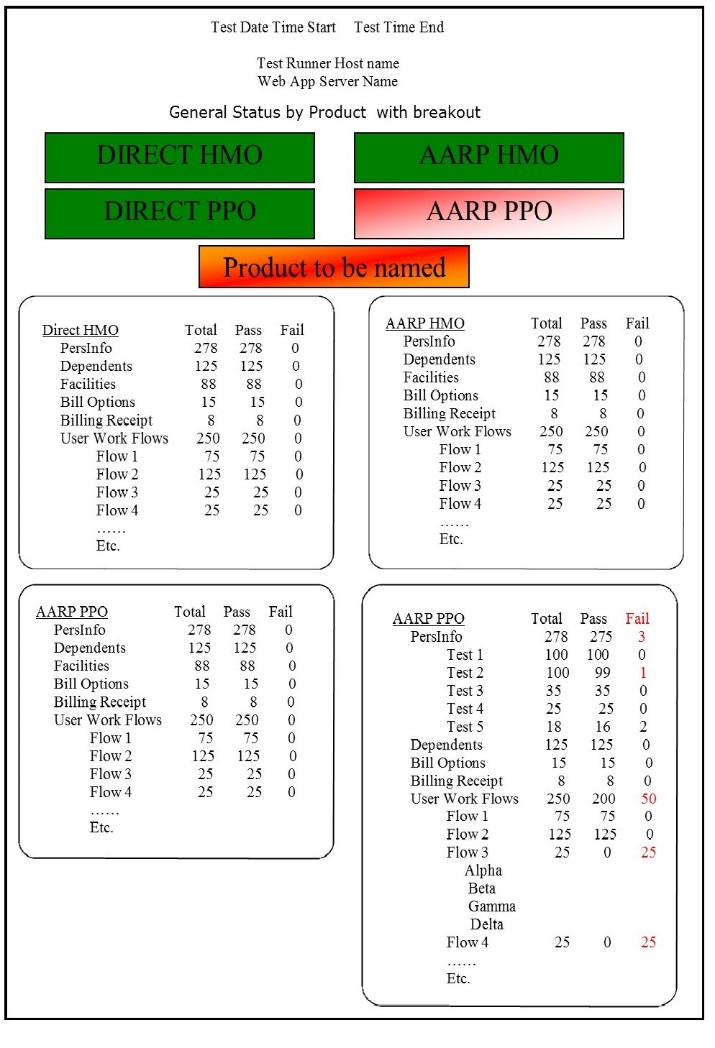 Test Date Time Start Test Time End
Test Runner Host name
Web App Server Name
General Status by Product with breakout
DIRECT HMO
AARP HMO
DIRECT PPO
AARP PPO
Product to be named
Direct HMO Total Pass Fail
PersInfo 278 278 0
Dependents 125 125 0
Facilities 88 88 0
Bill Options 15 15 0
Billing Receipt 8 8 0
User Work Flows 250 250 0
Flow 1 75 75 0
Flow 2 125 125 0
Flow 3 25 25 0
Flow 4 25 25 0
......
Etc.
AARP HMO Total Pass Fail
PersInfo 278 278 0
Dependents 125 125 0
Facilities 88 88 0
Bill Options 15 15 0
Billing Receipt 8 8 0
User Work Flows 250 250 0
Flow 1 75 75 0
Flow 2 125 125 0
Flow 3 25 25 0
Flow 4 25 25 0
......
Etc.
AARP PPO Total Pass Fail
PersInfo 278 278 0
Dependents 125 125 0
Facilities 88 88 0
Bill Options 15 15 0
Billing Receipt 8 8 0
User Work Flows 250 250 0
Flow 1 75 75 0
Flow 2 125 125 0
Flow 3 25 25 0
Flow 4 25 25 0
......
Etc.
AARP PPO Total Pass Fail
PersInfo 278 275 3
Test 1 100 100 0
Test 2 100 99 1
Test 3 35 35 0
Test 4 25 25 0
Test 5 18 16 2
Dependents 125 125 0
Bill Options 15 15 0
Billing Receipt 8 8 0
User Work Flows 250 200 50
Flow 1 75 75 0
Flow 2 125 125 0
Flow 3 25 0 25
Alpha
Beta
Gamma
Delta
Flow 4 25 0 25
......
Etc.